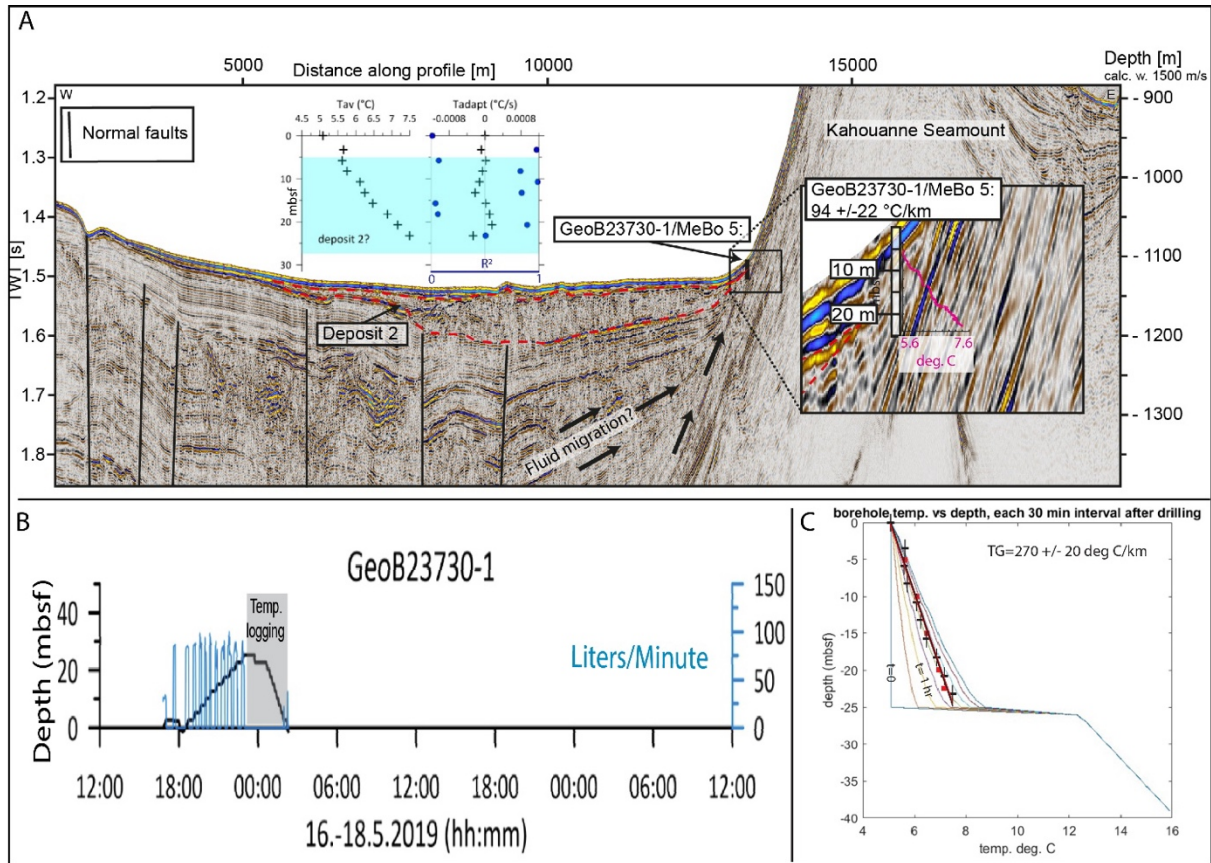 A
5000
Distance along profile [m]
10000
15000
Depth [m]
calc. w. 1500 m/s
W
E
Normal faults
Tav (°C)
4.5 5 5.5 6 6.5 7 7.5
Tadapt (°C/s)
-0.0008 0 0.0008
0
10
20
30
mbsf
deposit 2?
0 R² 1
Kahouanne Seamount
GeoB23730-1/MeBo 5:
GeoB23730-1/MeBo 5:
94 +/-22 °C/km
10 m
20 m
mbsf
5.6 7.6
deg. C
Deposit 2
Fluid migration?
TWT [s]
1.2
1.3
1.4
1.5
1.6
1.7
1.8
- 900
- 1000
- 1100
- 1200
- 1300
B
GeoB23730-1
Depth (mbsf)
40
20
0
Temp.
logging
Liters/Minute
150
100
50
0
12:00 18:00 00:00 06:00 12:00 18:00 00:00 06:00 12:00
16.-18.5.2019 (hh:mm)
C
borehole temp. vs depth, each 30 min interval after drilling
TG=270 +/- 20 deg C/km
t=0
t=1 hr
depth (mbsf)
0
-5
-10
-15
-20
-25
-30
-35
-40
4 6 8 10 12 14 16
temp. deg. C